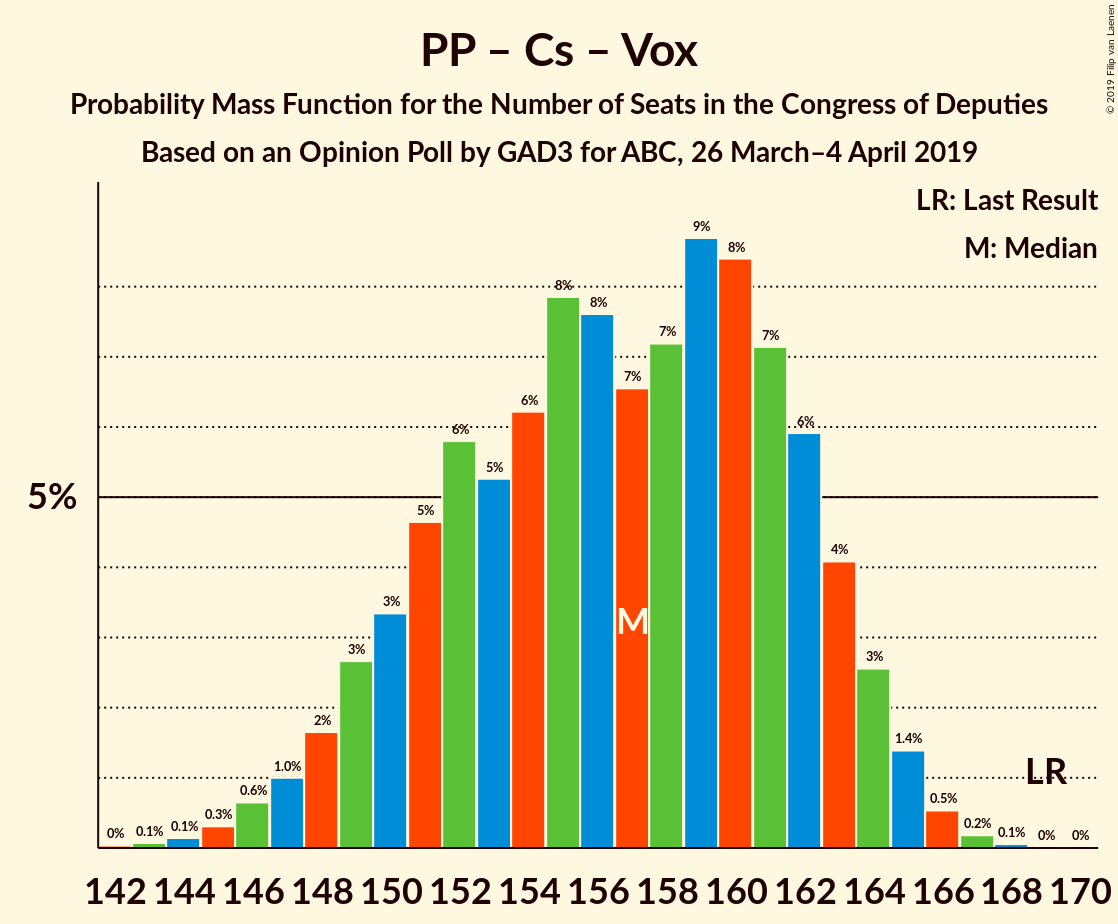 © 2019 Filip van Laenen
PP – Cs – Vox
Probability Mass Function for the Number of Seats in the Congress of Deputies
Based on an Opinion Poll by GAD3 for ABC, 26 March–4 April 2019
LR: Last Result
M: Median
5%
0% 0.1% 0.1% 0.3% 0.6% 1.0% 2% 3% 3% 5% 6% 5% 6% 8% 8% 7% 7% 9% 8% 7% 6% 4% 3% 1.4% 0.5% 0.2% 0.1% 0% 0%
M
LR
142 144 146 148 150 152 154 156 158 160 162 164 166 168 170